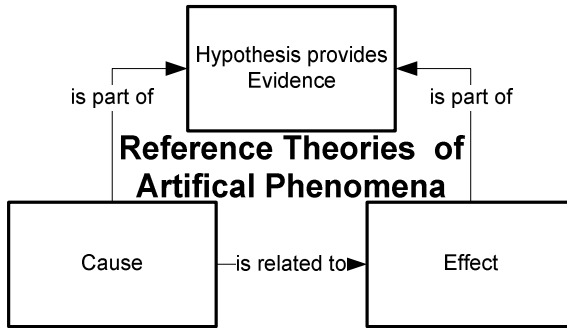 Hypothesis provides
Evidence
is part of
is part of
Reference Theories of
Artifical Phenomena
Cause
is related to
Effect